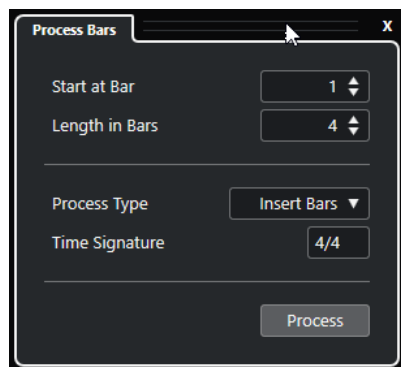 Process Bars x
Start at Bar 1
Length in Bars 4
Process Type Insert Bars
Time Signature 4/4
Process